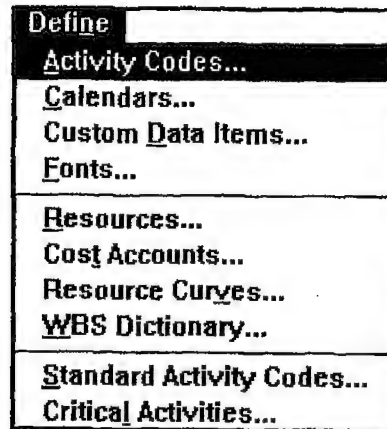 Define
Activity Codes...
Calendars...
Custom Data Items...
Fonts...
Resources...
Cost Accounts...
Resource Curves...
WBS Dictionary...
Standard Activity Codes...
Critical Activities...